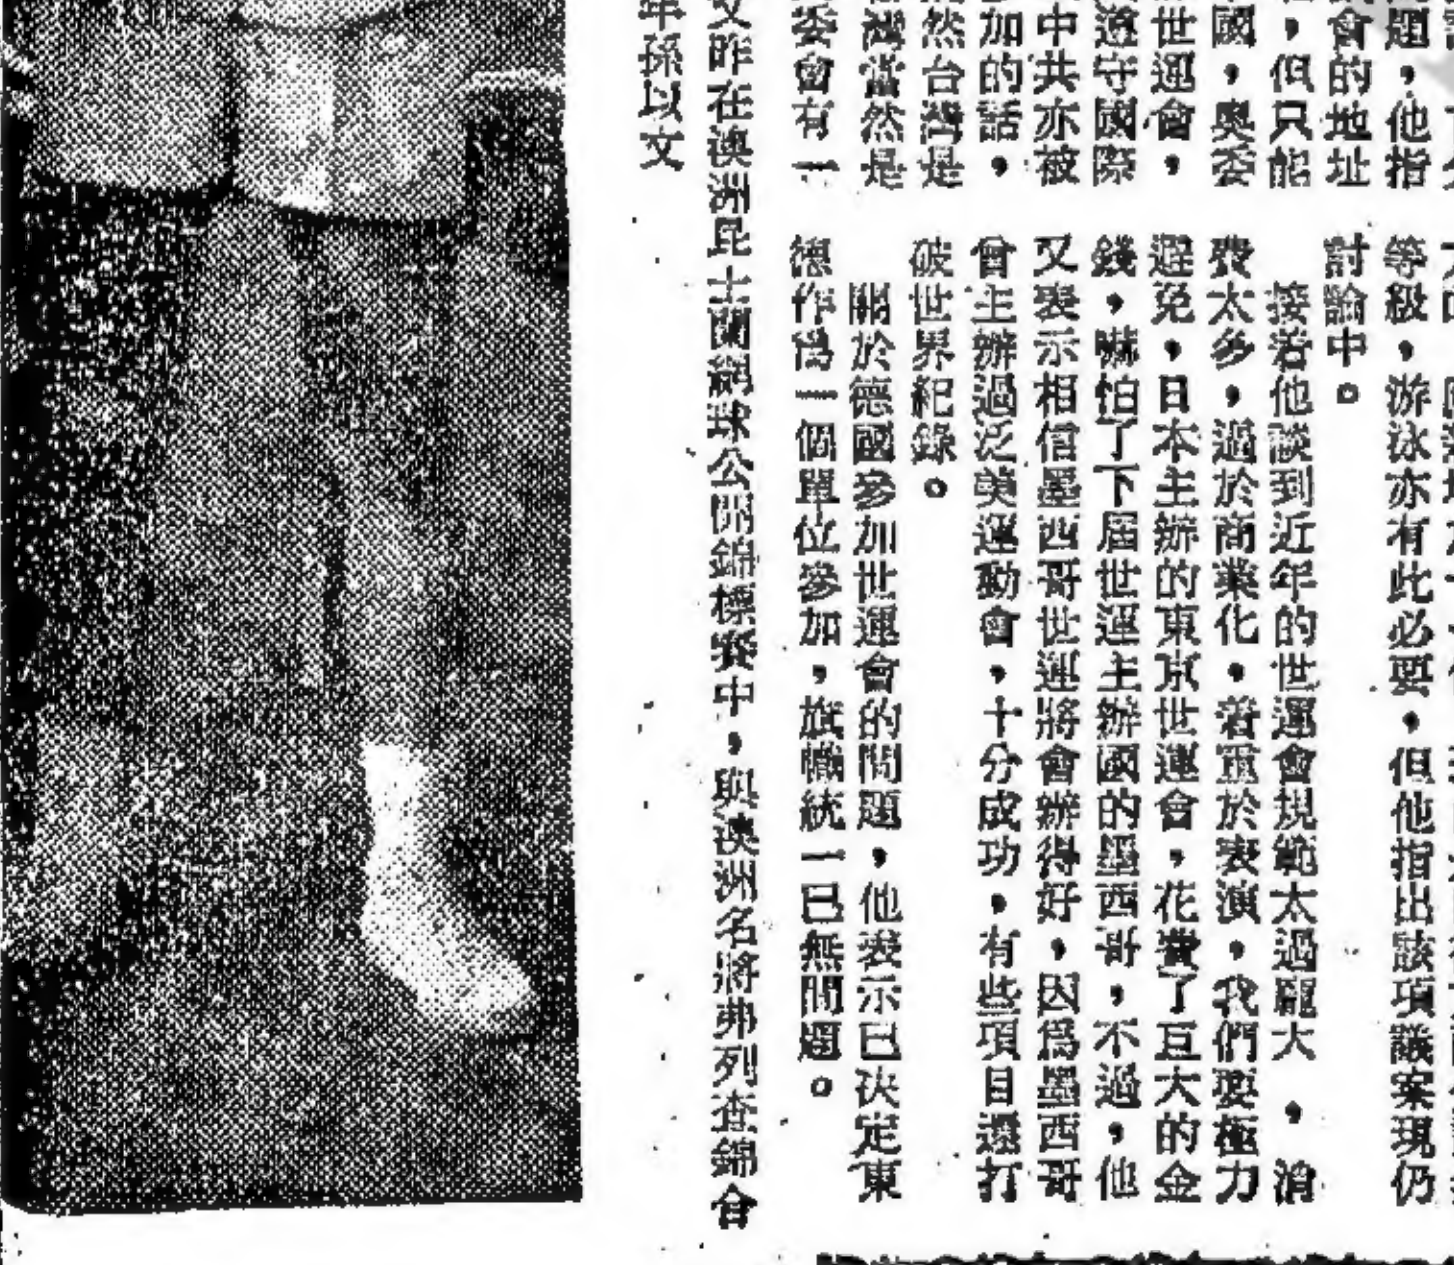 題，他指
會的地址
，但只能
國，奧委
世運會，
遵守國際
中共亦被
加的話，
然台灣是
灣當然是
委會有一
等級，游泳亦有此必要，但他指出該項議案現仍
討論中。
接着他談到近年的世運會規範太過龐大，消
費太多，過於商業化，着重於表演，我們要極力
避免，日本主辦的東京世運會，花費了巨大的金
錢，嚇怕了下屆世運主辦國的墨西哥，不過，他
又表示相信墨西哥世運將會辦得好，因爲墨西哥
曾主辦過泛美運動會，十分成功，有些項目還打
破世界紀錄。
關於德國參加世運會的問題，他表示已決定東
德作爲一個單位參加，旗幟統一已無問題。
文昨在澳洲昆士蘭網球公開錦標賽中，與澳洲名將弗列查錦合
年孫以文